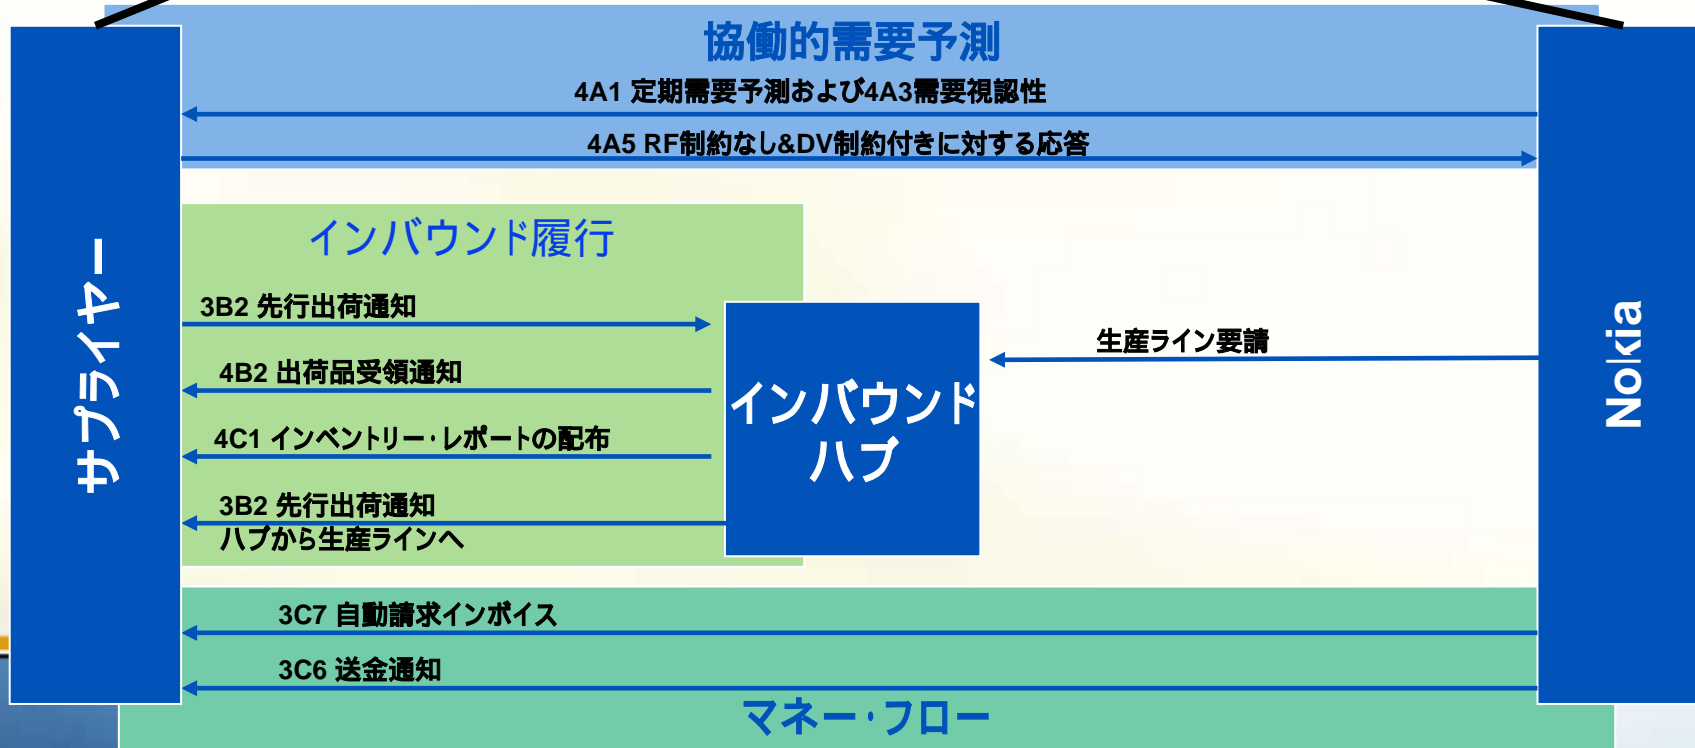 協働的需要予測
4A1 定期需要予測および4A3需要視認性
4A5 RF制約なし&DV制約付きに対する応答
サプライヤー
インバウンド履行
3B2 先行出荷通知
4B2 出荷品受領通知
4C1 インベントリー・レポートの配布
3B2 先行出荷通知
ハブから生産ラインへ
インバウンド
ハブ
生産ライン要請
Nokia
3C7 自動請求インボイス
3C6 送金通知
マネー・フロー